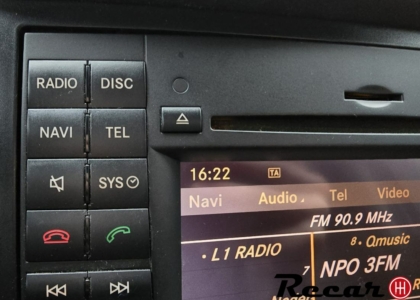 RADIO DISC
NAVI TEL
SYS
16:22 TA
Navi Audio Tel Video
FM 90.9 MHz
L1 RADIO
8 Qmusic
7 NPO 3FM
Recar